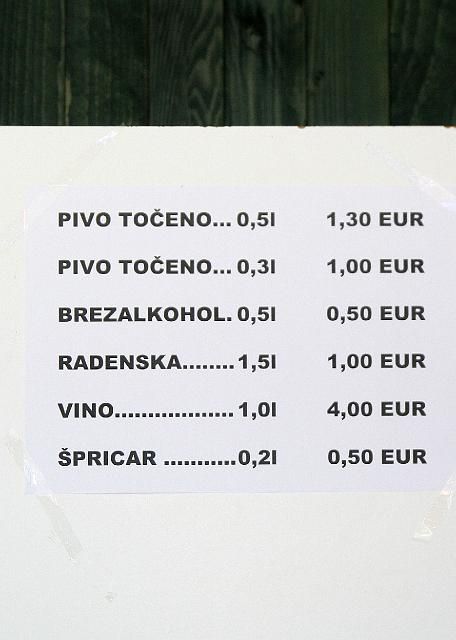 PIVO TOČENO... 0,5l 1,30 EUR
PIVO TOČENO... 0,3l 1,00 EUR
BREZALKOHOL. 0,5l 0,50 EUR
RADENSKA........ 1,5l 1,00 EUR
VINO.................. 1,0l 4,00 EUR
ŠPRICAR ...........0,2l 0,50 EUR